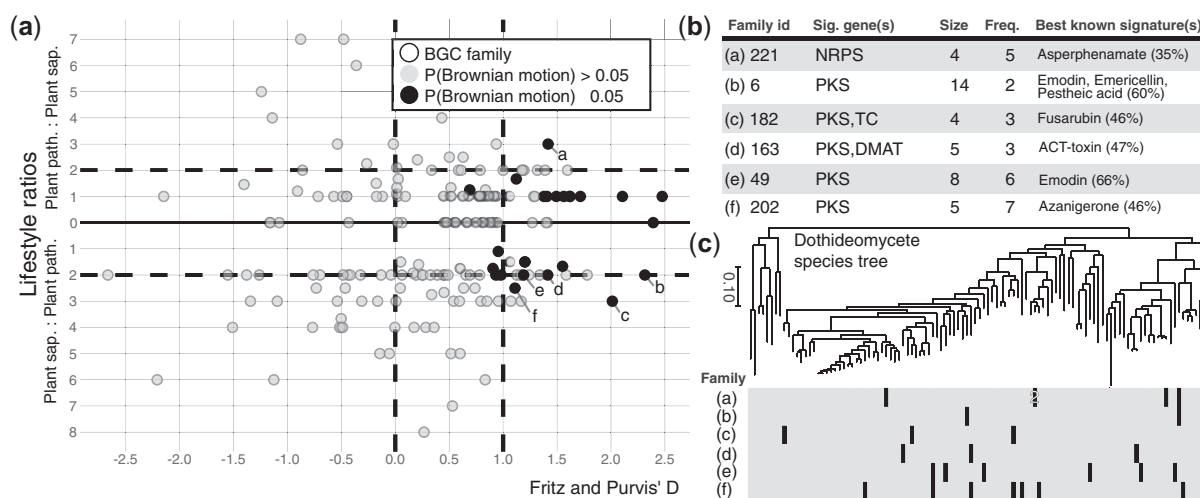 (a)
Lifestyle ratios
Plant path. : Plant sap.
Plant sap. : Plant path.
7
6
5
4
3
2
1
0
1
2
3
4
5
6
7
8
BGC family
P(Brownian motion) > 0.05
P(Brownian motion) 0.05
a
b
c
d
e
f
-2.5 -2.0 -1.5 -1.0 -0.5 0.0 0.5 1.0 1.5 2.0 2.5
Fritz and Purvis' D
(b)
Family id Sig. gene(s) Size Freq. Best known signature(s)
(a) 221 NRPS 4 5 Asperphenamate (35%)
(b) 6 PKS 14 2 Emodin, Emericellin,
Pestheic acid (60%)
(c) 182 PKS,TC 4 3 Fusarubin (46%)
(d) 163 PKS,DMAT 5 3 ACT-toxin (47%)
(e) 49 PKS 8 6 Emodin (66%)
(f) 202 PKS 5 7 Azanigerone (46%)
(c)
Dothideomycete
species tree
0.10
Family
(a)
2
(b)
(c)
(d)
(e)
(f)